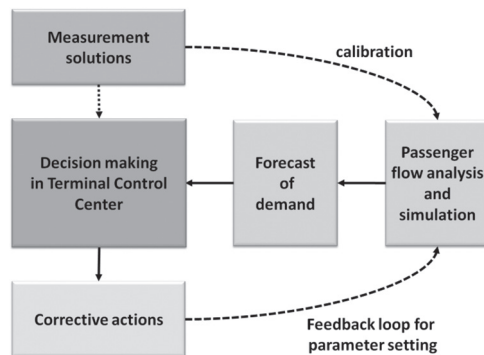 Measurement
solutions
calibration
Decision making
in Terminal Control
Center
Forecast
of
demand
Passenger
flow analysis
and
simulation
Corrective actions
Feedback loop for
parameter setting